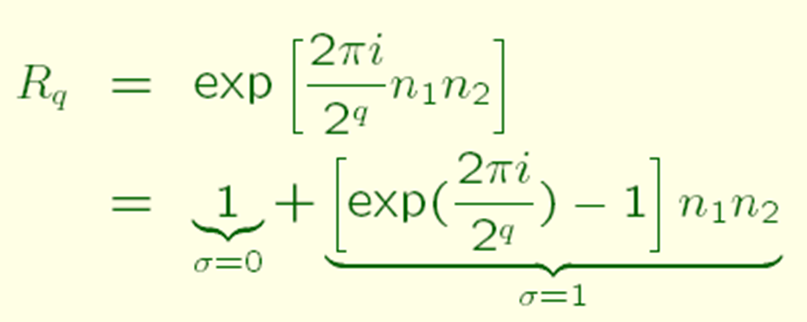 R_q = exp [ 2πi / 2^q n_1 n_2 ]
= 1 + [ exp( 2πi / 2^q ) − 1 ] n_1 n_2
σ=0
σ=1